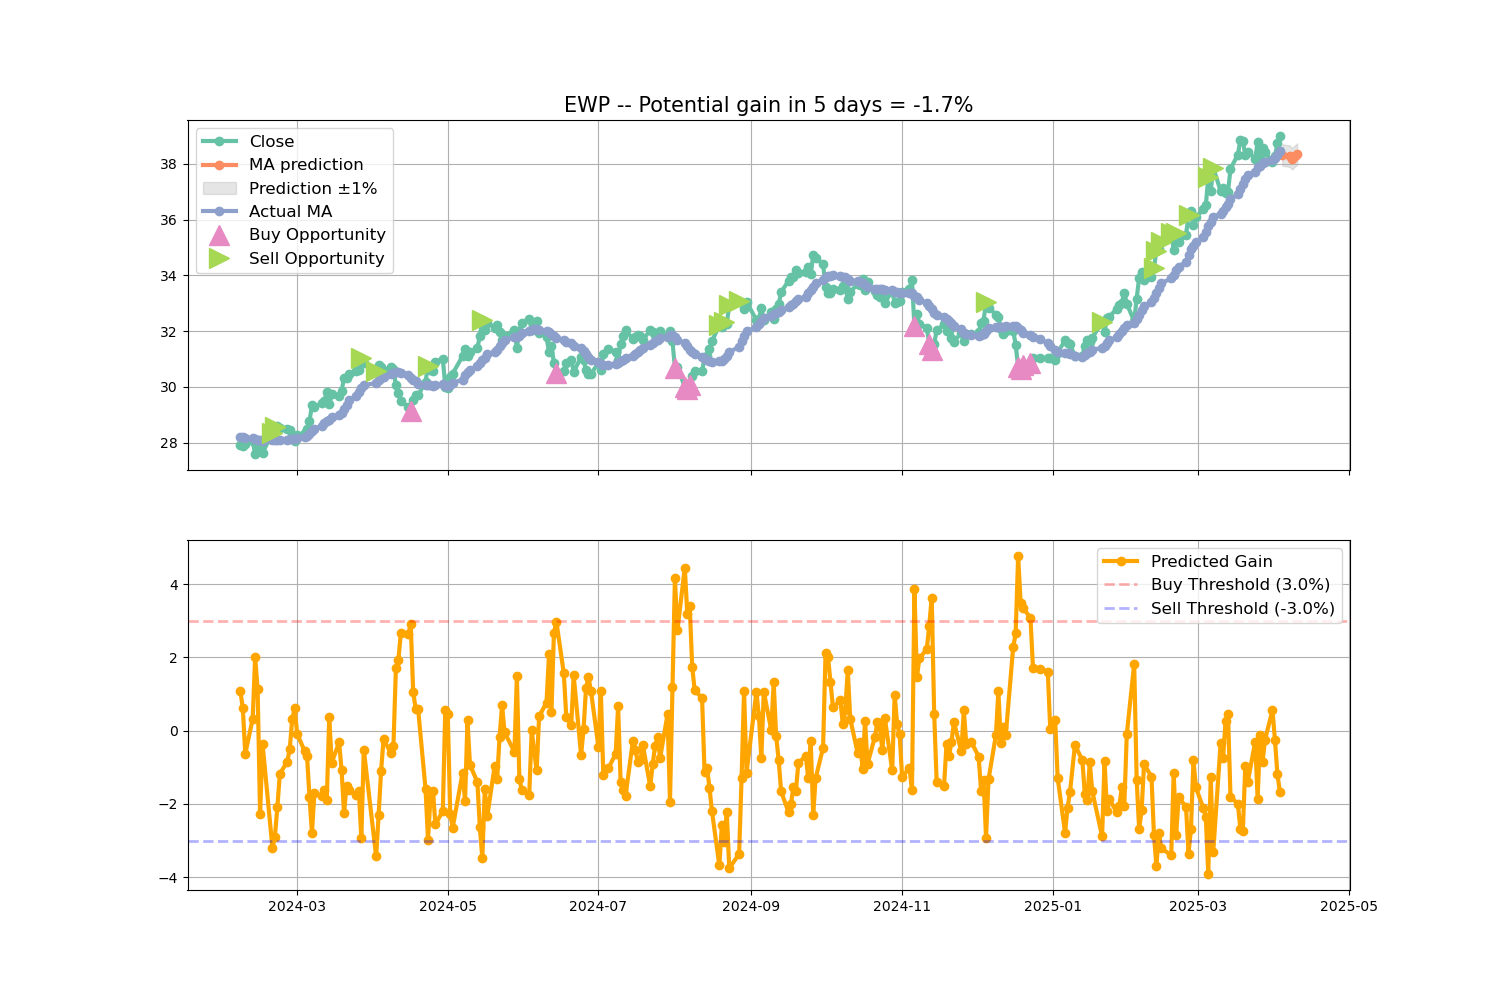 EWP -- Potential gain in 5 days = -1.7%
Close
MA prediction
Prediction ±1%
Actual MA
Buy Opportunity
Sell Opportunity
38
36
34
32
30
28
Predicted Gain
Buy Threshold (3.0%)
Sell Threshold (-3.0%)
4
2
0
−2
−4
2024-03 2024-05 2024-07 2024-09 2024-11 2025-01 2025-03 2025-05